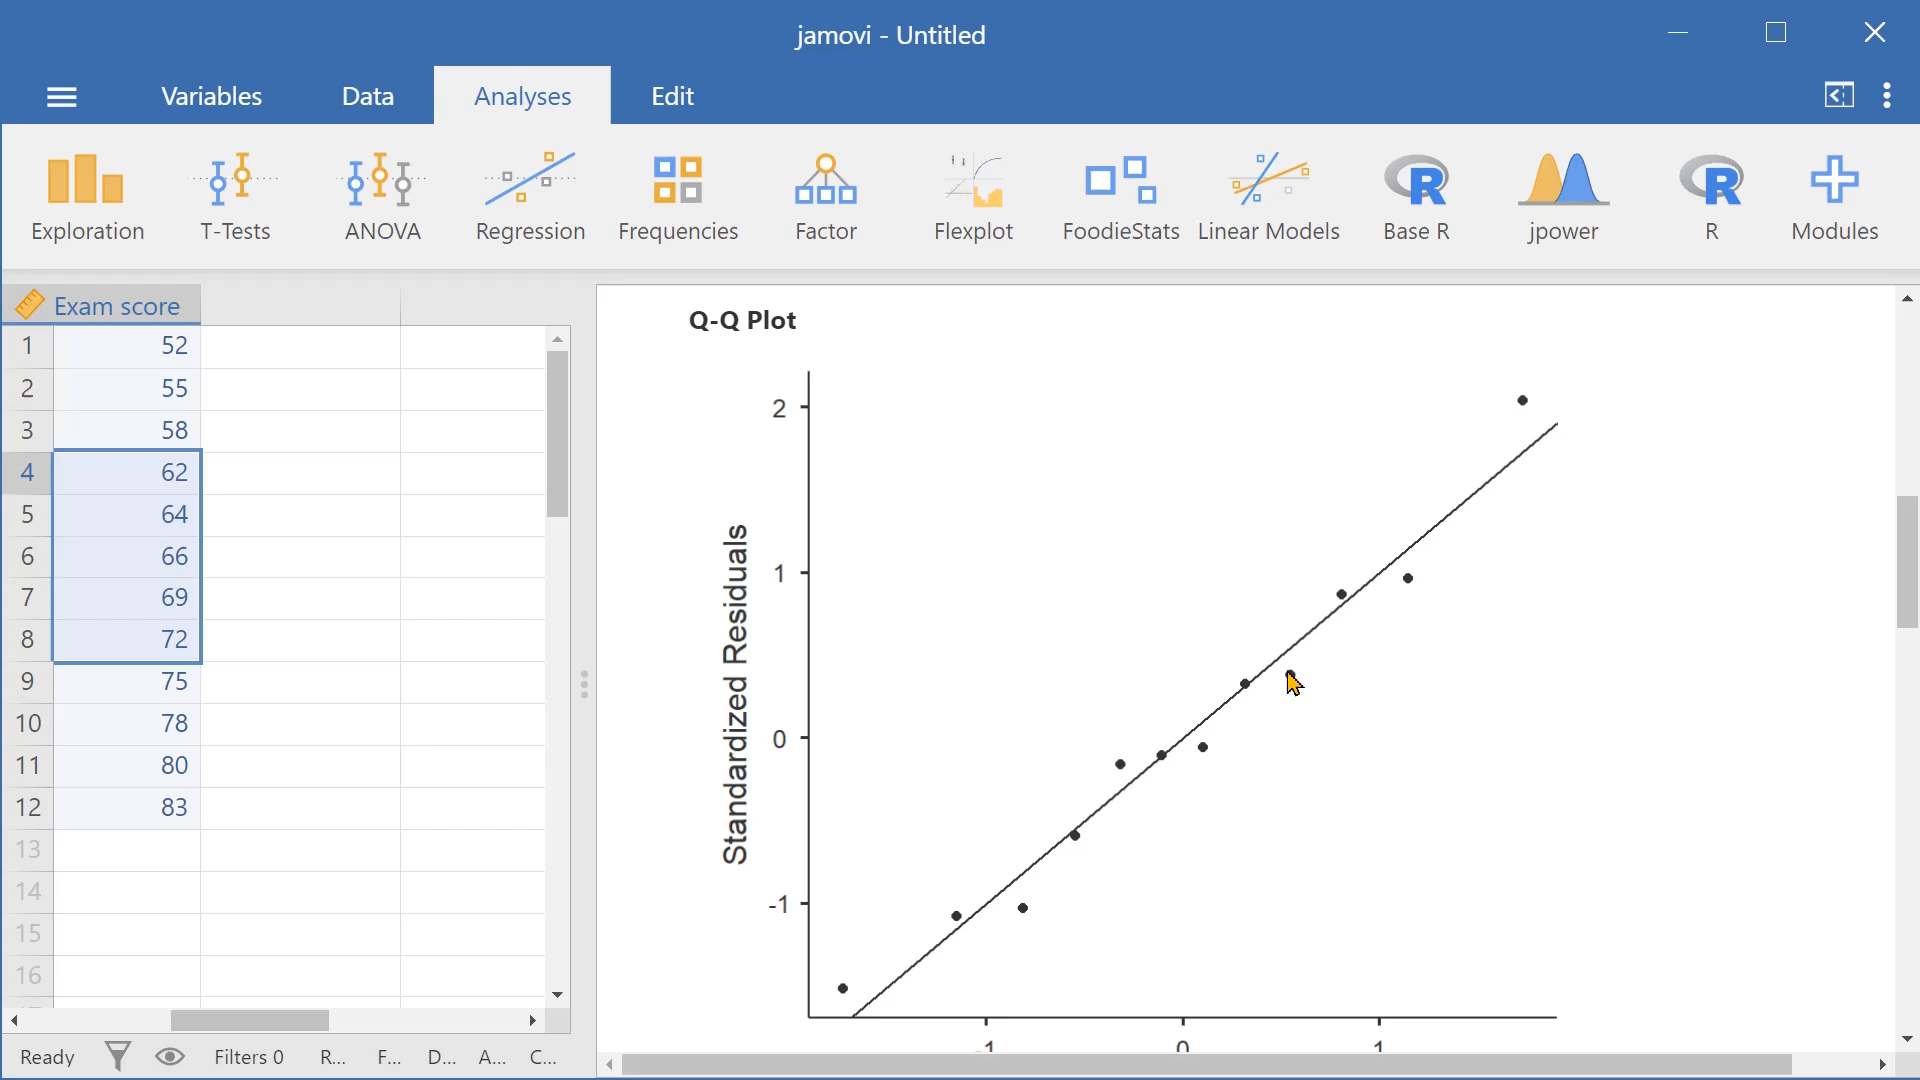 jamovi - Untitled
Variables Data Analyses Edit
Exploration T-Tests ANOVA Regression Frequencies Factor Flexplot FoodieStats Linear Models Base R jpower R Modules
Exam score
1 52
2 55
3 58
4 62
5 64
6 66
7 69
8 72
9 75
10 78
11 80
12 83
13
14
15
16
Ready Filters 0 R... F... D... A... C...
Q-Q Plot
Standardized Residuals
2
1
0
-1
-1 0 1